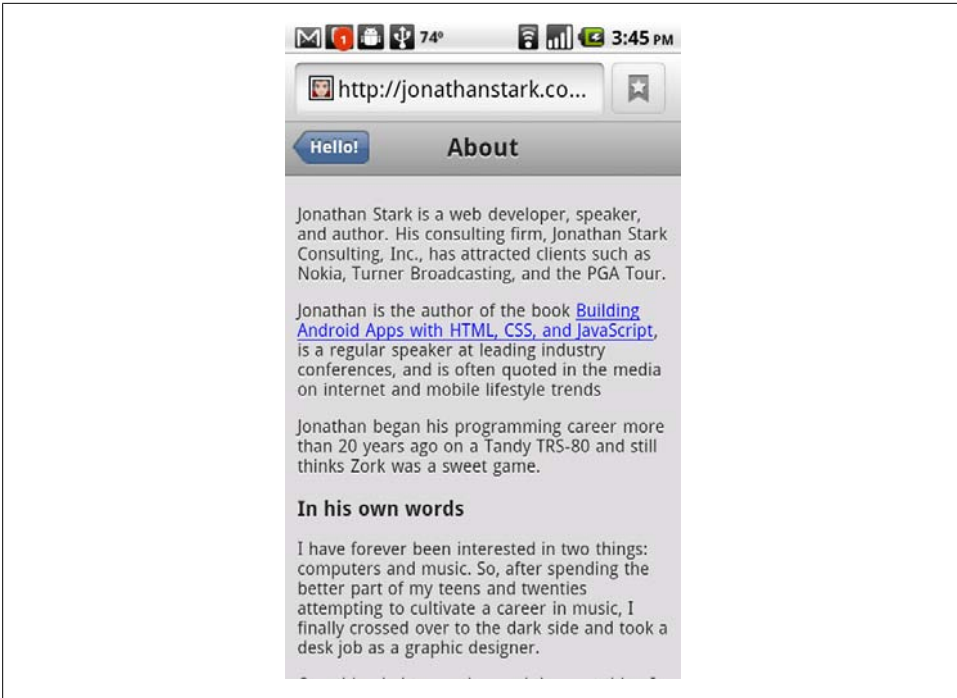 74° 3:45 PM
http://jonathanstark.co...
Hello! About
Jonathan Stark is a web developer, speaker,
and author. His consulting firm, Jonathan Stark
Consulting, Inc., has attracted clients such as
Nokia, Turner Broadcasting, and the PGA Tour.
Jonathan is the author of the book Building
Android Apps with HTML, CSS, and JavaScript,
is a regular speaker at leading industry
conferences, and is often quoted in the media
on internet and mobile lifestyle trends
Jonathan began his programming career more
than 20 years ago on a Tandy TRS-80 and still
thinks Zork was a sweet game.
In his own words
I have forever been interested in two things:
computers and music. So, after spending the
better part of my teens and twenties
attempting to cultivate a career in music, I
finally crossed over to the dark side and took a
desk job as a graphic designer.